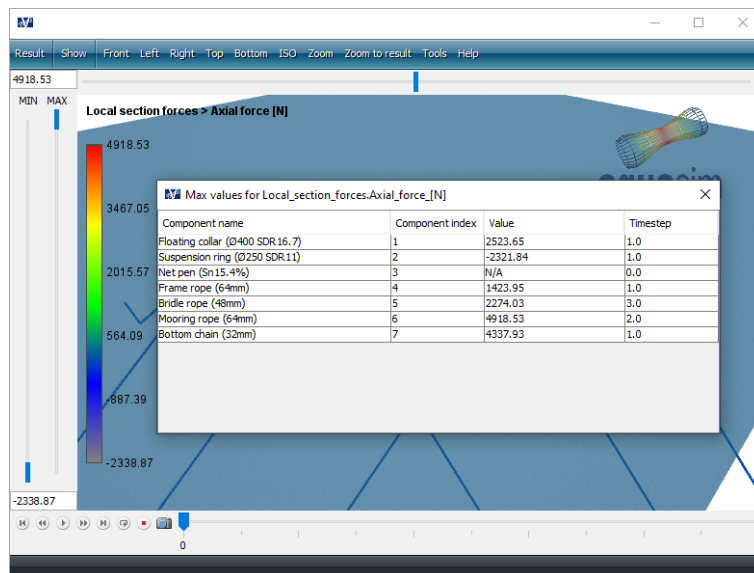 Result Show Front Left Right Top Bottom ISO Zoom Zoom to result Tools Help
4918.53
MIN MAX
Local section forces > Axial force [N]
4918.53
3467.05
2015.57
564.09
-887.39
-2338.87
Max values for Local_section_forces.Axial_force_[N]
Component name Component index Value Timestep
Floating collar (Ø400 SDR16.7) 1 2523.65 1.0
Suspension ring (Ø250 SDR11) 2 -2321.84 1.0
Net pen (Sn15.4%) 3 N/A 0.0
Frame rope (64mm) 4 1423.95 1.0
Bridle rope (48mm) 5 2274.03 3.0
Mooring rope (64mm) 6 4918.53 2.0
Bottom chain (32mm) 7 4337.93 1.0
-2338.87
0